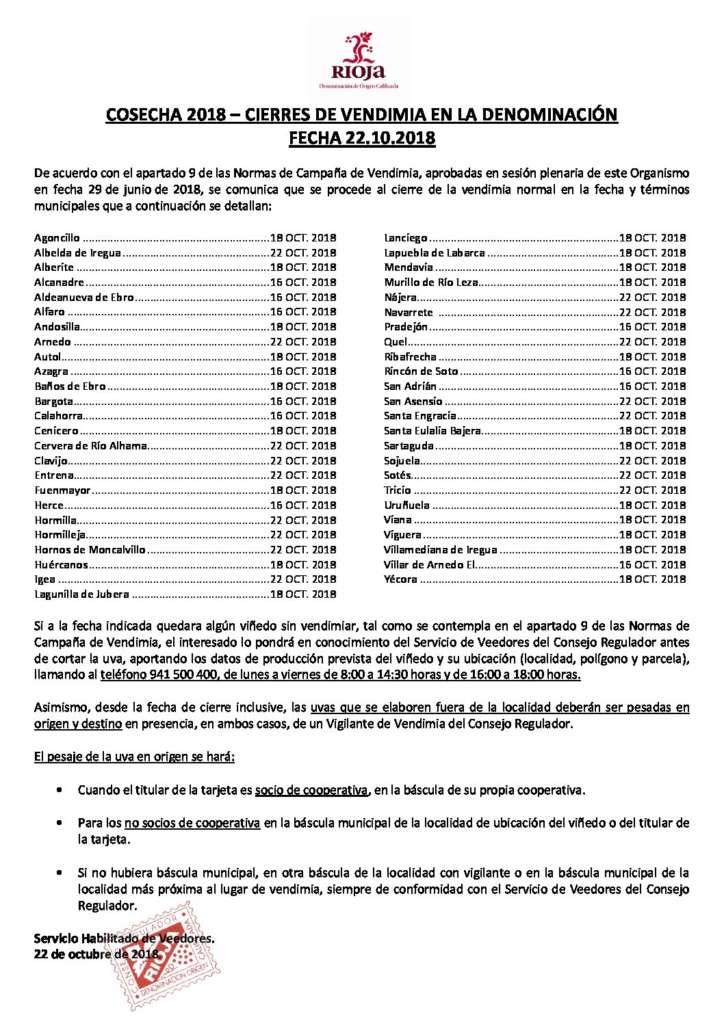 RIOJa
Denominación de Origen Calificada
COSECHA 2018 – CIERRES DE VENDIMIA EN LA DENOMINACIÓN
FECHA 22.10.2018
De acuerdo con el apartado 9 de las Normas de Campaña de Vendimia, aprobadas en sesión plenaria de este Organismo
en fecha 29 de junio de 2018, se comunica que se procede al cierre de la vendimia normal en la fecha y términos
municipales que a continuación se detallan:
Agoncillo ............................................................18 OCT. 2018
Albelda de Iregua ................................................22 OCT. 2018
Alberite ...............................................................18 OCT. 2018
Alcanadre ............................................................16 OCT. 2018
Aldeanueva de Ebro ............................................16 OCT. 2018
Alfaro ..................................................................16 OCT. 2018
Andosilla..............................................................18 OCT. 2018
Arnedo ................................................................22 OCT. 2018
Autol....................................................................18 OCT. 2018
Azagra .................................................................16 OCT. 2018
Baños de Ebro .....................................................18 OCT. 2018
Bargota................................................................16 OCT. 2018
Calahorra.............................................................16 OCT. 2018
Cenicero ..............................................................18 OCT. 2018
Cervera de Río Alhama........................................22 OCT. 2018
Clavijo..................................................................22 OCT. 2018
Entrena................................................................22 OCT. 2018
Fuenmayor ..........................................................18 OCT. 2018
Herce...................................................................16 OCT. 2018
Hormilla...............................................................22 OCT. 2018
Hormilleja............................................................22 OCT. 2018
Hornos de Moncalvillo ........................................22 OCT. 2018
Huércanos............................................................18 OCT. 2018
Igea .....................................................................22 OCT. 2018
Lagunilla de Jubera .............................................18 OCT. 2018
Lanciego ..............................................................18 OCT. 2018
Lapuebla de Labarca ...........................................18 OCT. 2018
Mendavia ............................................................18 OCT. 2018
Murillo de Río Leza..............................................18 OCT. 2018
Nájera..................................................................22 OCT. 2018
Navarrete ...........................................................22 OCT. 2018
Pradejón ..............................................................16 OCT. 2018
Quel.....................................................................22 OCT. 2018
Ribafrecha ...........................................................18 OCT. 2018
Rincón de Soto ....................................................16 OCT. 2018
San Adrián ...........................................................16 OCT. 2018
San Asensio .........................................................22 OCT. 2018
Santa Engracia.....................................................22 OCT. 2018
Santa Eulalia Bajera.............................................18 OCT. 2018
Sartaguda ............................................................18 OCT. 2018
Sojuela.................................................................22 OCT. 2018
Sotés....................................................................22 OCT. 2018
Tricio ...................................................................22 OCT. 2018
Uruñuela .............................................................18 OCT. 2018
Viana ...................................................................18 OCT. 2018
Viguera ................................................................18 OCT. 2018
Villamediana de Iregua .......................................18 OCT. 2018
Villar de Arnedo El...............................................16 OCT. 2018
Yécora .................................................................18 OCT. 2018
Si a la fecha indicada quedara algún viñedo sin vendimiar, tal como se contempla en el apartado 9 de las Normas de
Campaña de Vendimia, el interesado lo pondrá en conocimiento del Servicio de Veedores del Consejo Regulador antes
de cortar la uva, aportando los datos de producción prevista del viñedo y su ubicación (localidad, polígono y parcela),
llamando al teléfono 941 500 400, de lunes a viernes de 8:00 a 14:30 horas y de 16:00 a 18:00 horas.
Asimismo, desde la fecha de cierre inclusive, las uvas que se elaboren fuera de la localidad deberán ser pesadas en
origen y destino en presencia, en ambos casos, de un Vigilante de Vendimia del Consejo Regulador.
El pesaje de la uva en origen se hará:
• Cuando el titular de la tarjeta es socio de cooperativa, en la báscula de su propia cooperativa.
• Para los no socios de cooperativa en la báscula municipal de la localidad de ubicación del viñedo o del titular de
la tarjeta.
• Si no hubiera báscula municipal, en otra báscula de la localidad con vigilante o en la báscula municipal de la
localidad más próxima al lugar de vendimia, siempre de conformidad con el Servicio de Veedores del Consejo
Regulador.
Servicio Habilitado de Veedores.
22 de octubre de 2018
RIOJA
DENOMINACION ORIGEN